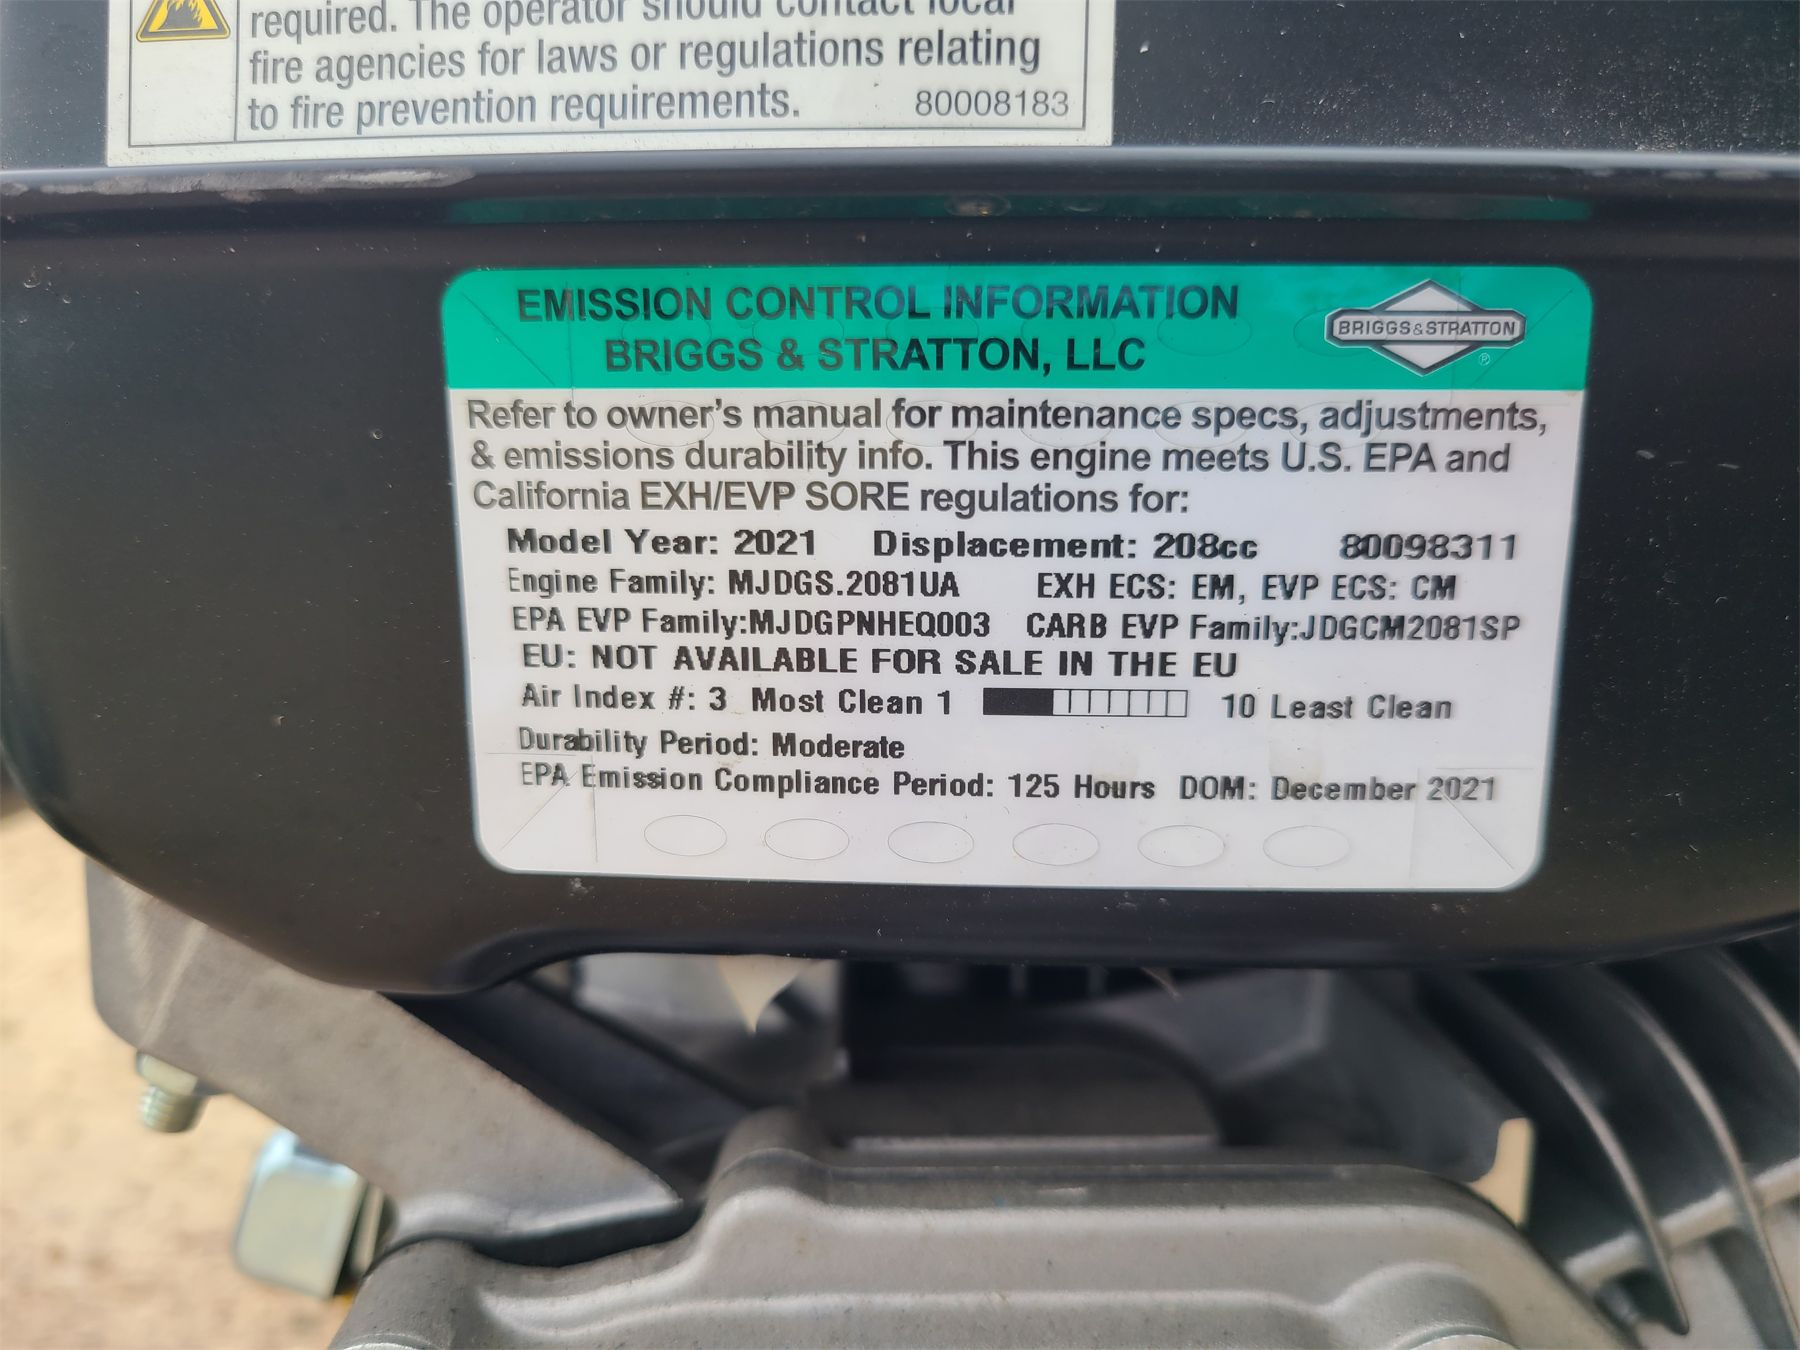 required. The operator should contact local
fire agencies for laws or regulations relating
to fire prevention requirements. 80008183
EMISSION CONTROL INFORMATION
BRIGGS & STRATTON, LLC
BRIGGS & STRATTON
Refer to owner's manual for maintenance specs, adjustments,
& emissions durability info. This engine meets U.S. EPA and
California EXH/EVP SORE regulations for:
Model Year: 2021 Displacement: 208cc 80098311
Engine Family: MJDGS.2081UA EXH ECS: EM, EVP ECS: CM
EPA EVP Family:MJDGPNHEQ003 CARB EVP Family:JDGCM2081SP
EU: NOT AVAILABLE FOR SALE IN THE EU
Air Index #: 3 Most Clean 1 10 Least Clean
Durability Period: Moderate
EPA Emission Compliance Period: 125 Hours DOM: December 2021